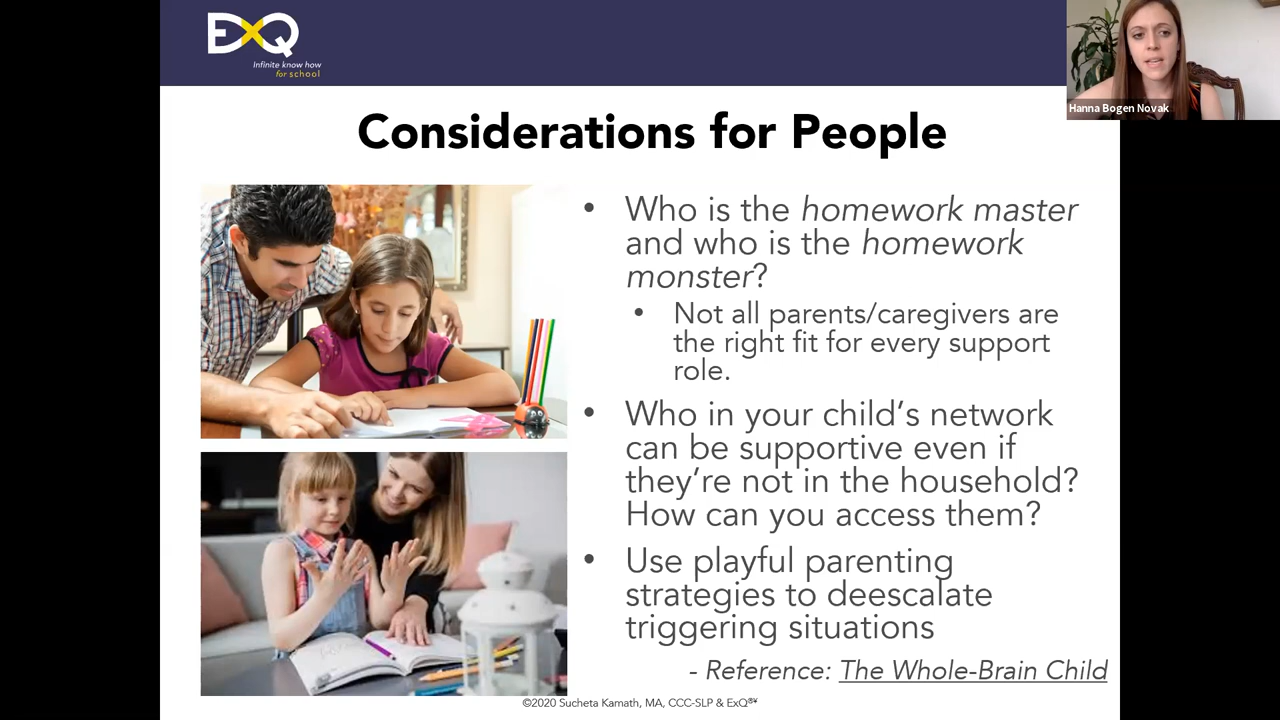 EXQ
Infinite know how
for school
Hanna Bogen Novak
Considerations for People
• Who is the homework master
and who is the homework
monster?
• Not all parents/caregivers are
the right fit for every support
role.
• Who in your child's network
can be supportive even if
they're not in the household?
How can you access them?
• Use playful parenting
strategies to deescalate
triggering situations
- Reference: The Whole-Brain Child
©2020 Sucheta Kamath, MA, CCC-SLP & ExQ®¥